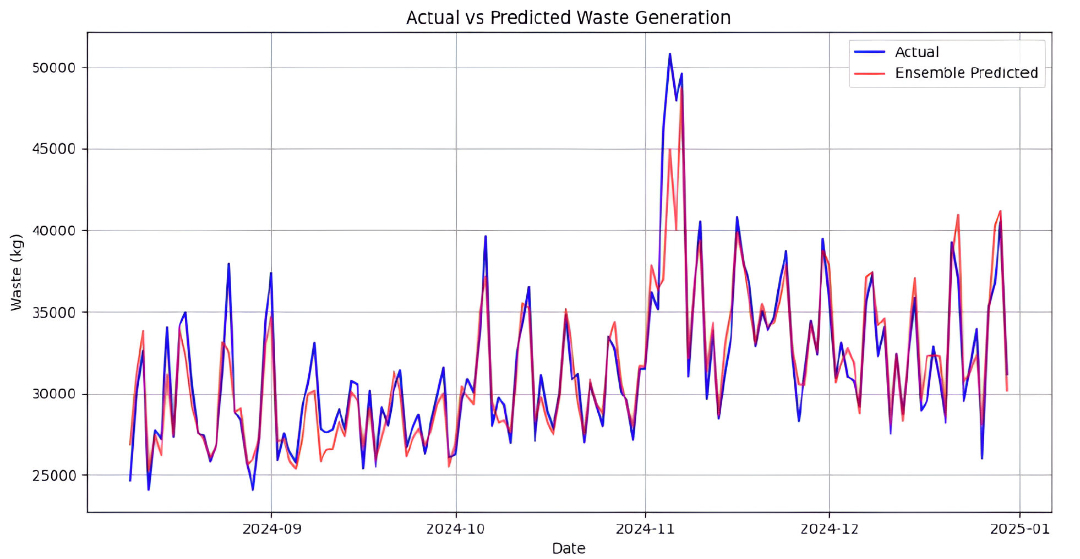 Actual vs Predicted Waste Generation
Actual
Ensemble Predicted
50000
45000
40000
35000
30000
25000
Waste (kg)
2024-09
2024-10
2024-11
2024-12
2025-01
Date